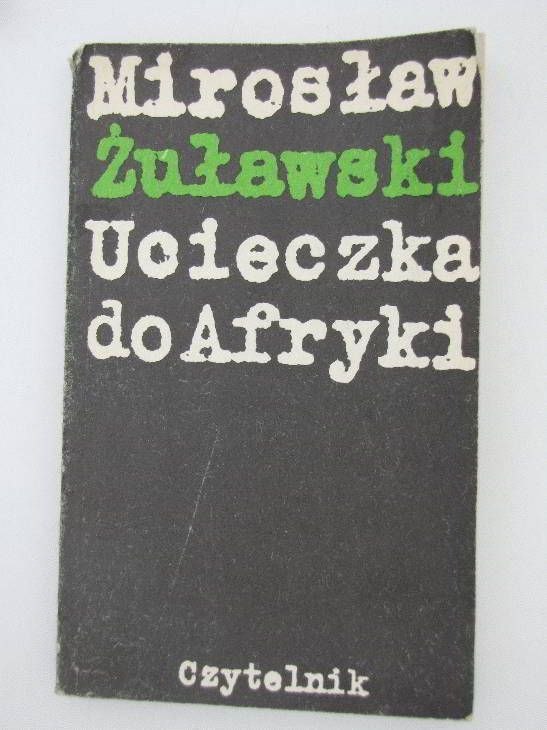 Mirosław
Żuławski
Ucieczka
do Afryki
Czytelnik